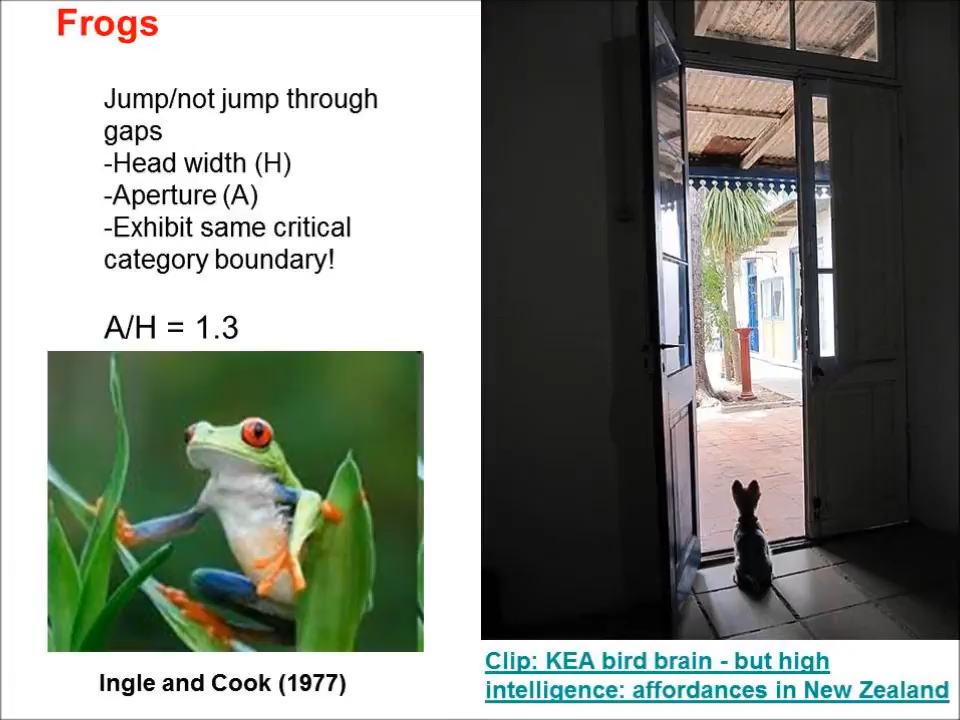 Frogs
Jump/not jump through
gaps
-Head width (H)
-Aperture (A)
-Exhibit same critical
category boundary!
A/H = 1.3
Ingle and Cook (1977)
Clip: KEA bird brain - but high
intelligence: affordances in New Zealand